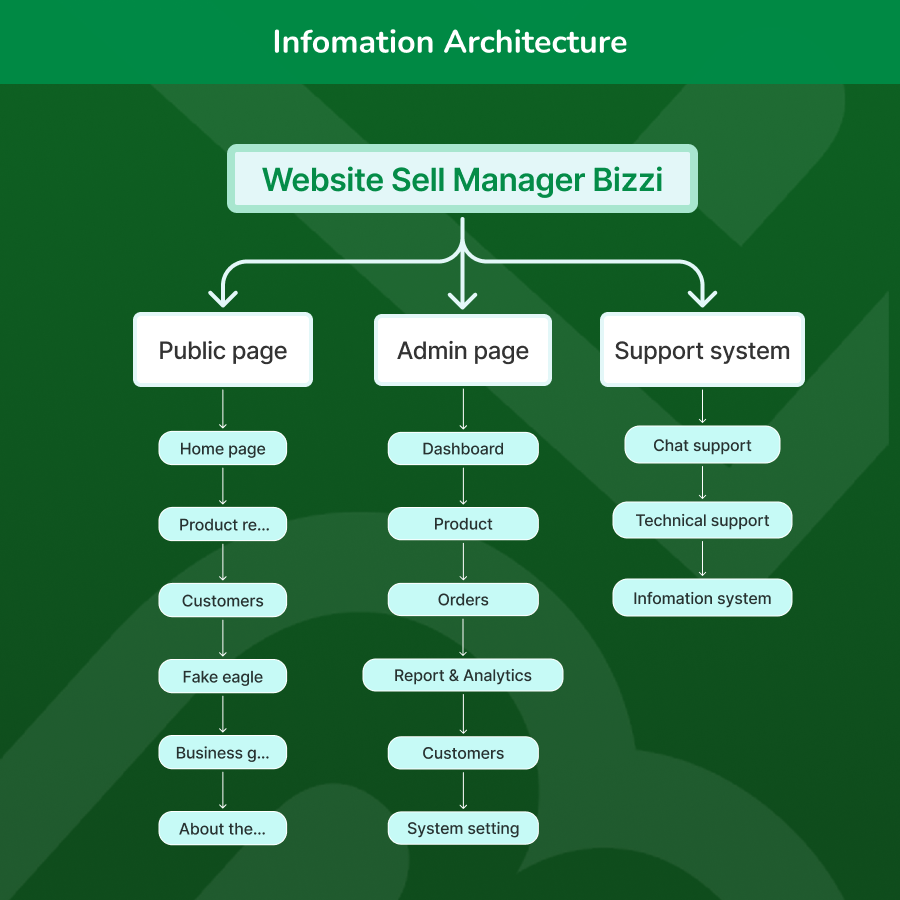 Infomation Architecture
Website Sell Manager Bizzi
Public page
Admin page
Support system
Home page
Product re...
Customers
Fake eagle
Business g...
About the...
Dashboard
Product
Orders
Report & Analytics
Customers
System setting
Chat support
Technical support
Infomation system